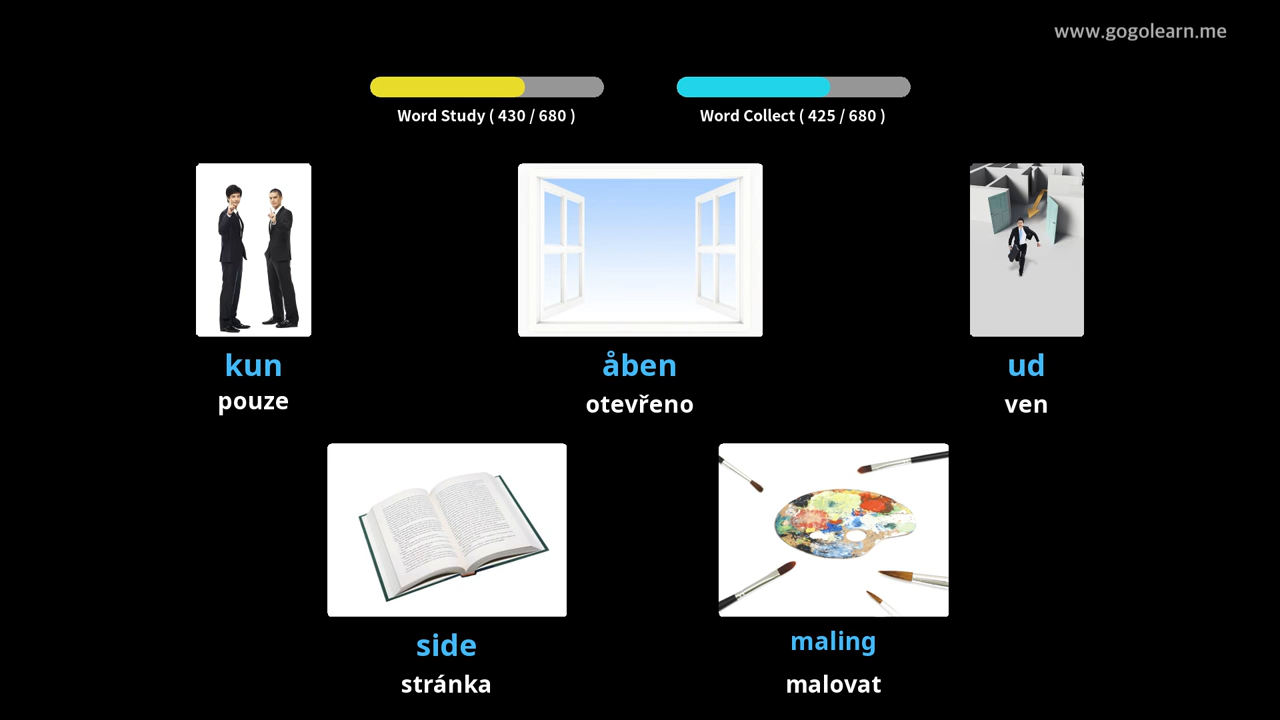 www.gogolearn.me
Word Study ( 430 / 680 )
Word Collect ( 425 / 680 )
kun
pouze
åben
otevřeno
ud
ven
side
stránka
maling
malovat